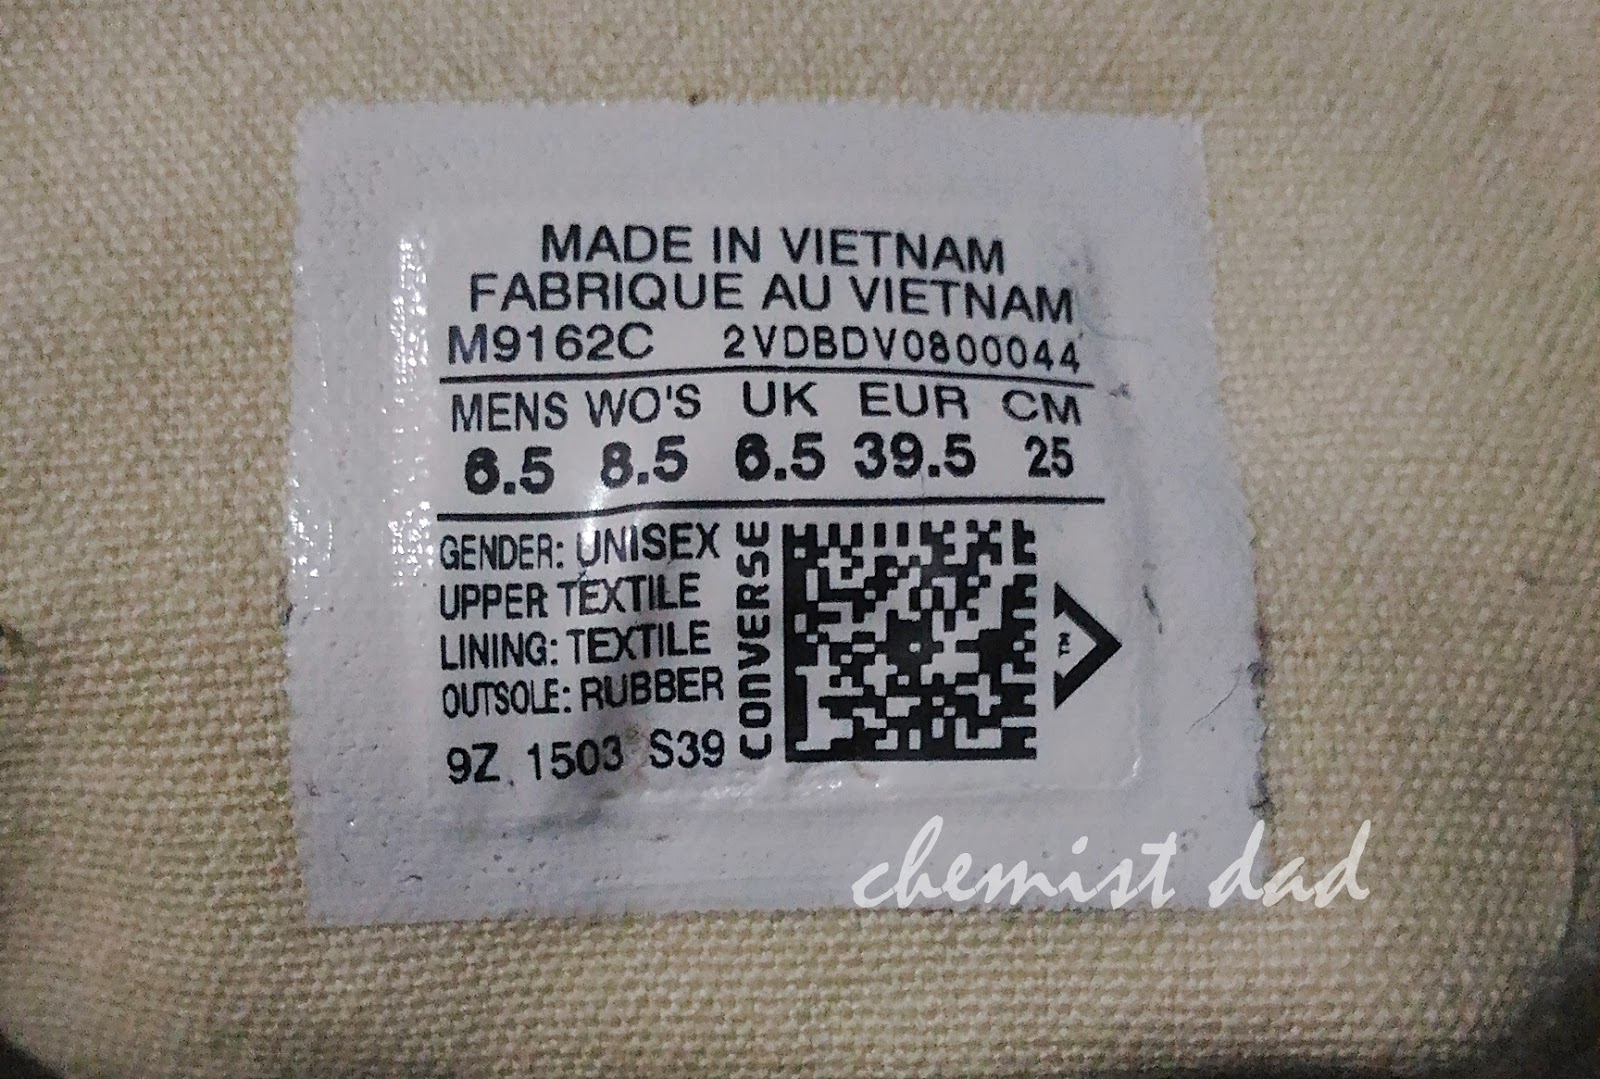 MADE IN VIETNAM
FABRIQUE AU VIETNAM
M9162C 2VDBDV0800044
MENS WO'S UK EUR CM
6.5 8.5 6.5 39.5 25
GENDER: UNISEX
UPPER TEXTILE
LINING: TEXTILE
OUTSOLE: RUBBER
9Z 1503 S39
CONVERSE
TM
chemist dad